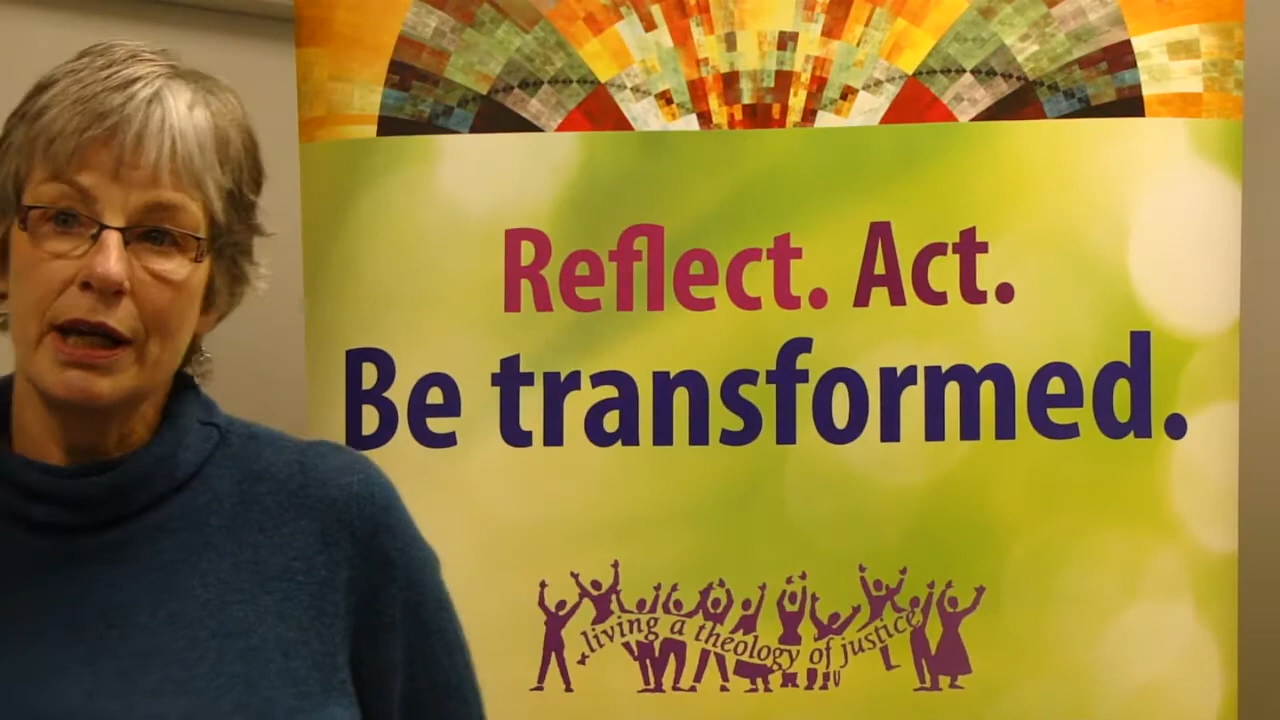 Reflect. Act.
Be transformed.
living a theology of justice